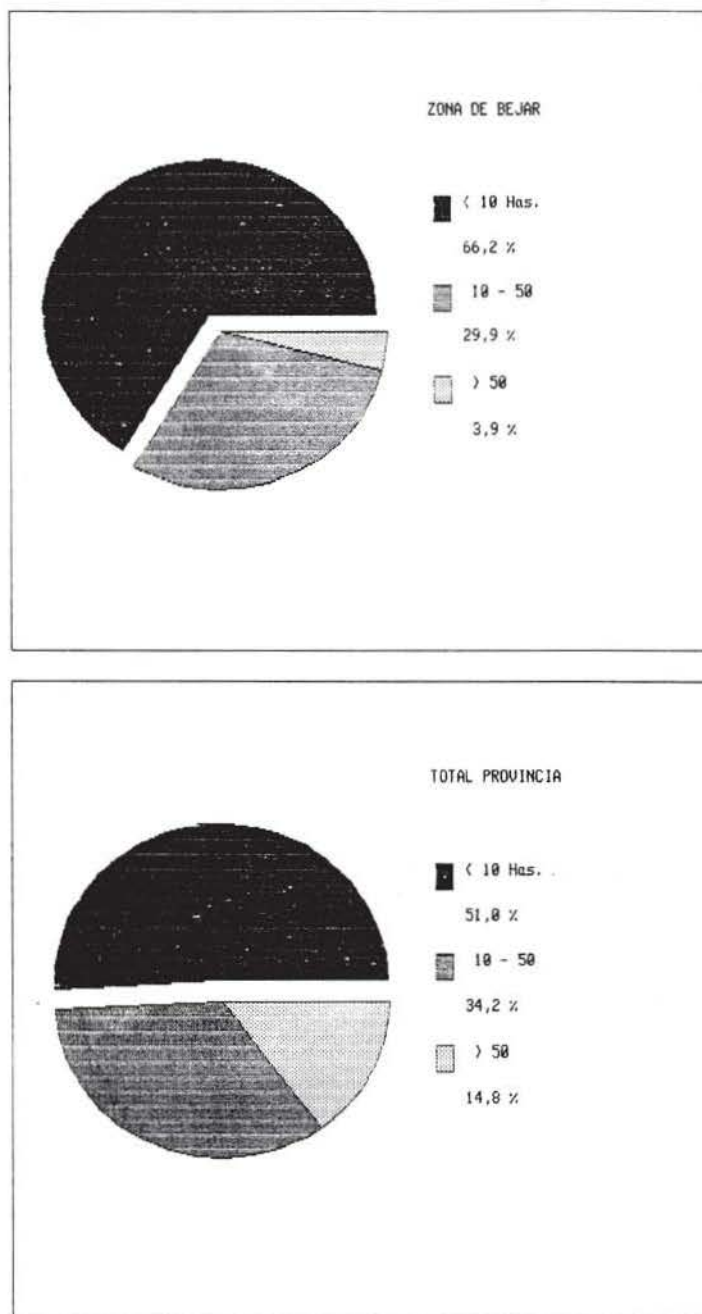 ZONA DE BEJAR
< 10 Has.
66,2 %
10 - 50
29,9 %
> 50
3,9 %
TOTAL PROVINCIA
< 10 Has.
51,0 %
10 - 50
34,2 %
> 50
14,8 %